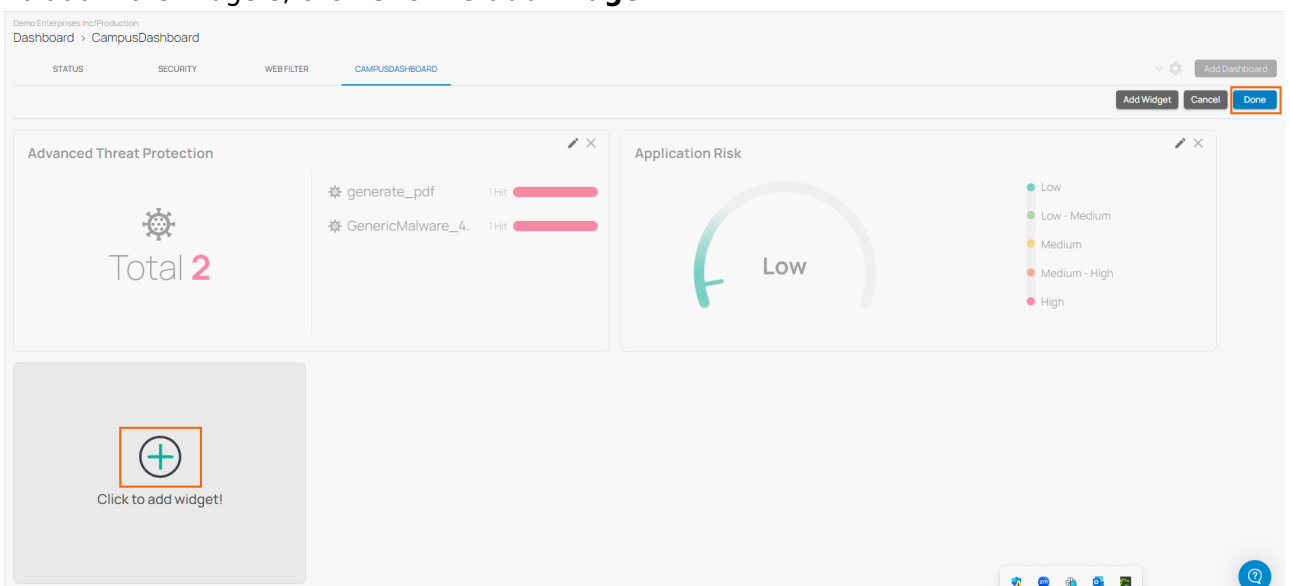 Demo Enterprises Inc/Production
Dashboard > CampusDashboard
STATUS SECURITY WEB FILTER CAMPUSDASHBOARD Add Dashboard
Add Widget Cancel Done
Advanced Threat Protection
generate_pdf 1 Hit
GenericMalware_4. 1 Hit
Total 2
Application Risk
Low
Low
Low - Medium
Medium
Medium - High
High
Click to add widget!
zm